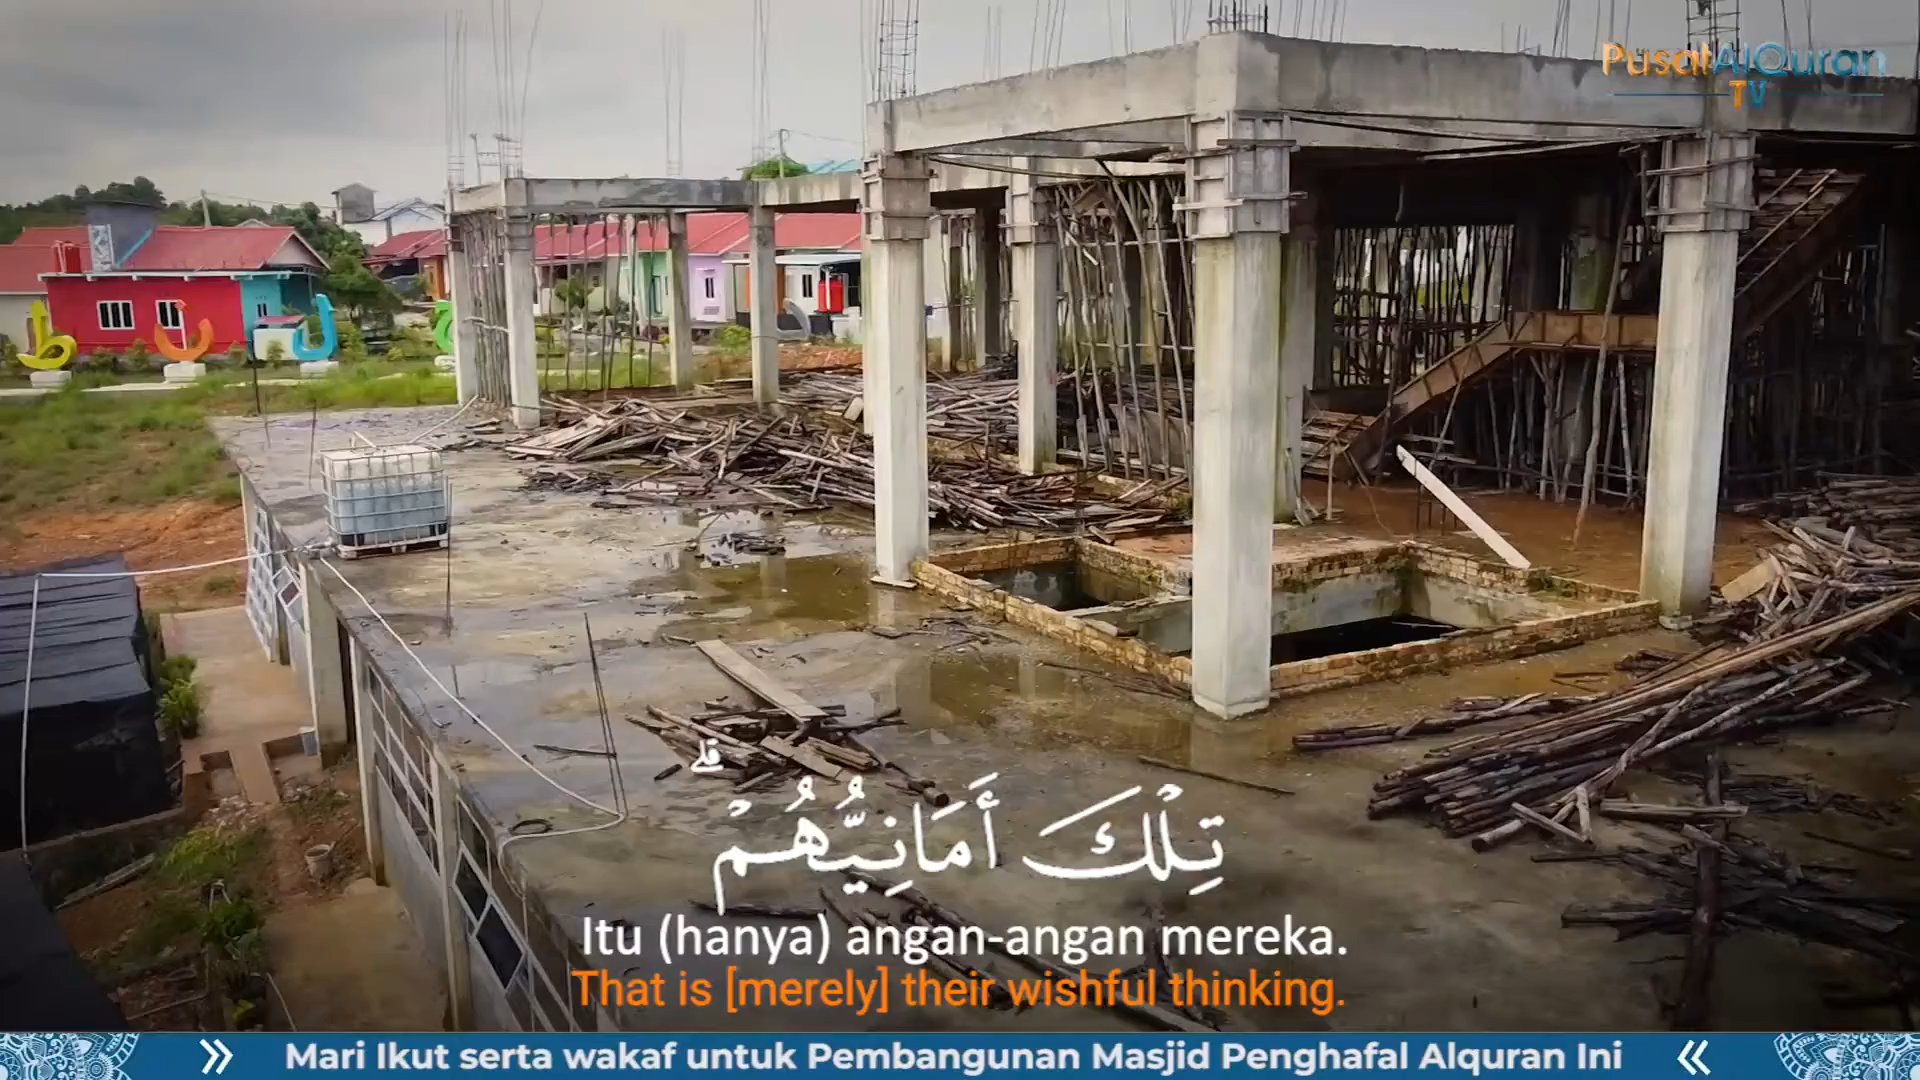 PusatAlQuran
TV
تِلْكَ أَمَانِيُّهُمْ ۗ
Itu (hanya) angan-angan mereka.
That is [merely] their wishful thinking.
Mari Ikut serta wakaf untuk Pembangunan Masjid Penghafal Alquran Ini